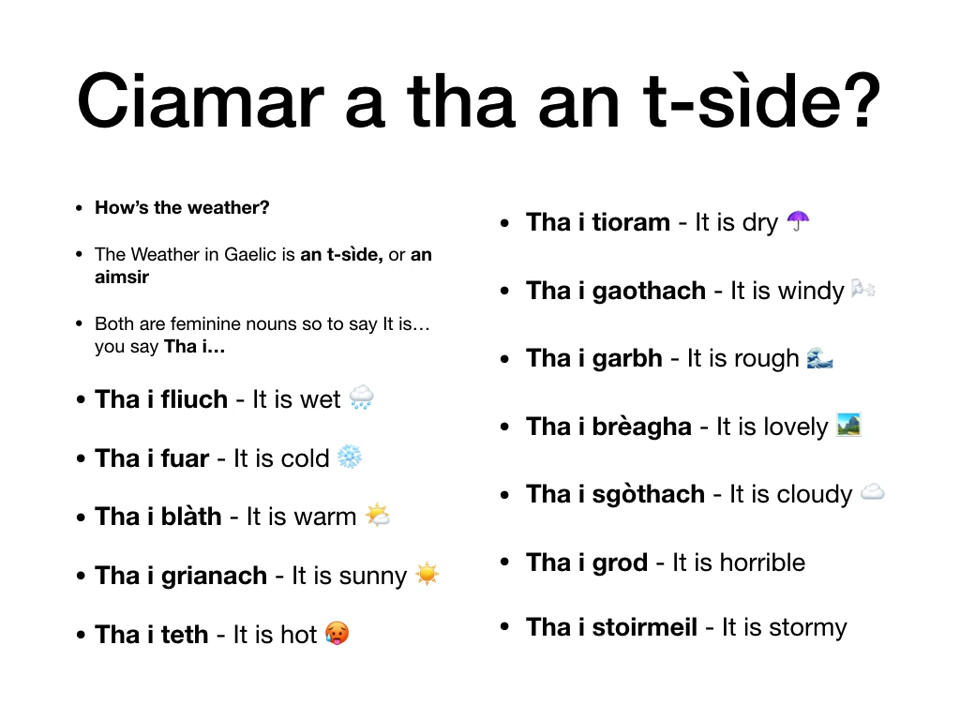 Ciamar a tha an t-sìde?
• How’s the weather?
• The Weather in Gaelic is an t-sìde, or an
aimsir
• Both are feminine nouns so to say It is…
you say Tha i…
• Tha i fliuch - It is wet 🌧️
• Tha i fuar - It is cold ❄️
• Tha i blàth - It is warm 🌤️
• Tha i grianach - It is sunny ☀️
• Tha i teth - It is hot 🥵
• Tha i tioram - It is dry ☂️
• Tha i gaothach - It is windy 🌬️
• Tha i garbh - It is rough 🌊
• Tha i brèagha - It is lovely 🏞️
• Tha i sgòthach - It is cloudy ☁️
• Tha i grod - It is horrible
• Tha i stoirmeil - It is stormy